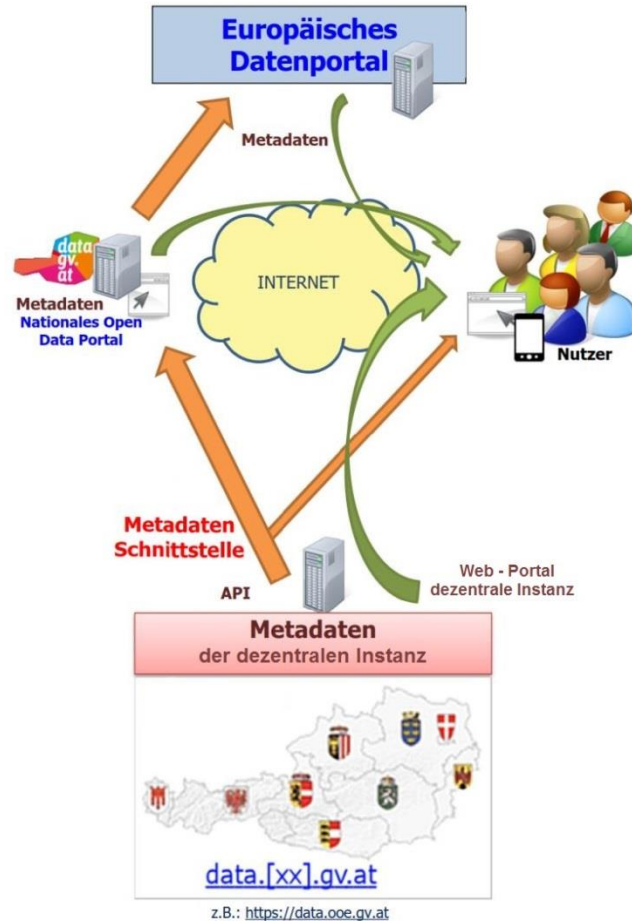 Europäisches
Datenportal
Metadaten
data
gv.
at
INTERNET
Metadaten
Nationales Open
Data Portal
Nutzer
Metadaten
Schnittstelle
API
Web - Portal
dezentrale Instanz
Metadaten
der dezentralen Instanz
data.[xx].gv.at
z.B.: https://data.ooe.gv.at